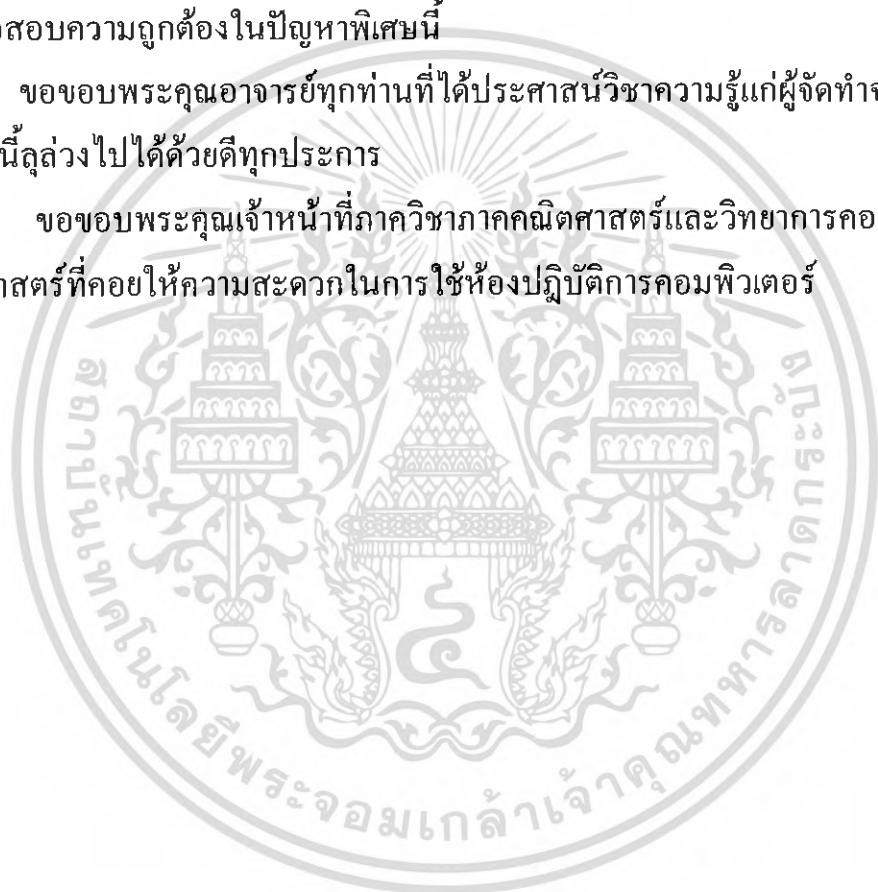 สอบความถูกต้องในปัญหาพิเศษนี้
ขอขอบพระคุณอาจารย์ทุกท่านที่ได้ประศาสน์วิชาความรู้แก่ผู้จัดทำจ
นี้ลุล่วงไปได้ด้วยดีทุกประการ
ขอขอบพระคุณเจ้าหน้าที่ภาควิชาภาคคณิตศาสตร์และวิทยาการคอ
าสตร์ที่คอยให้ความสะดวกในการใช้ห้องปฎิบัติการคอมพิวเตอร์
สถาบันเทคโนโลยีพระจอมเกล้าเจ้าคุณทหารลาดกระบัง
๔